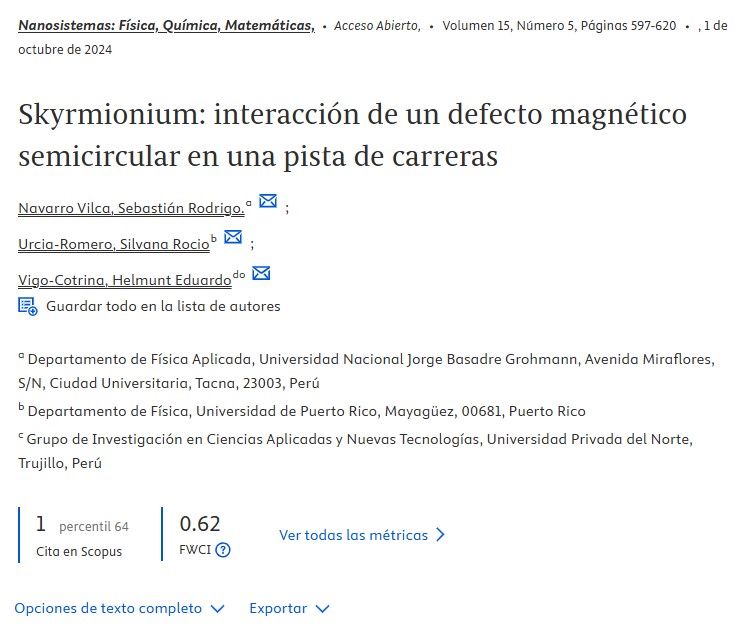 Nanosistemas: Física, Química, Matemáticas, • Acceso Abierto, • Volumen 15, Número 5, Páginas 597-620 • , 1 de
octubre de 2024
Skyrmionium: interacción de un defecto magnético
semicircular en una pista de carreras
Navarro Vilca, Sebastián Rodrigo.a ;
Urcia-Romero, Silvana Rocio b ;
Vigo-Cotrina, Helmunt Eduardo do
Guardar todo en la lista de autores
a Departamento de Física Aplicada, Universidad Nacional Jorge Basadre Grohmann, Avenida Miraflores,
S/N, Ciudad Universitaria, Tacna, 23003, Perú
b Departamento de Física, Universidad de Puerto Rico, Mayagüez, 00681, Puerto Rico
c Grupo de Investigación en Ciencias Aplicadas y Nuevas Tecnologías, Universidad Privada del Norte,
Trujillo, Perú
1 percentil 64
Cita en Scopus
0.62
FWCI ?
Ver todas las métricas
Opciones de texto completo
Exportar